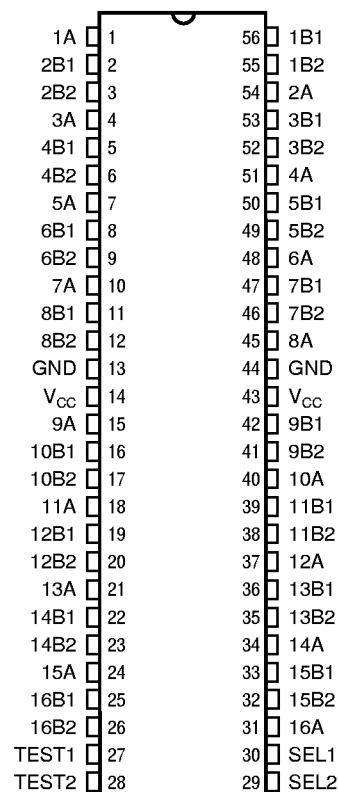 1A 1 56 1B1
2B1 2 55 1B2
2B2 3 54 2A
3A 4 53 3B1
4B1 5 52 3B2
4B2 6 51 4A
5A 7 50 5B1
6B1 8 49 5B2
6B2 9 48 6A
7A 10 47 7B1
8B1 11 46 7B2
8B2 12 45 8A
GND 13 44 GND
VCC 14 43 VCC
9A 15 42 9B1
10B1 16 41 9B2
10B2 17 40 10A
11A 18 39 11B1
12B1 19 38 11B2
12B2 20 37 12A
13A 21 36 13B1
14B1 22 35 13B2
14B2 23 34 14A
15A 24 33 15B1
16B1 25 32 15B2
16B2 26 31 16A
TEST1 27 30 SEL1
TEST2 28 29 SEL2